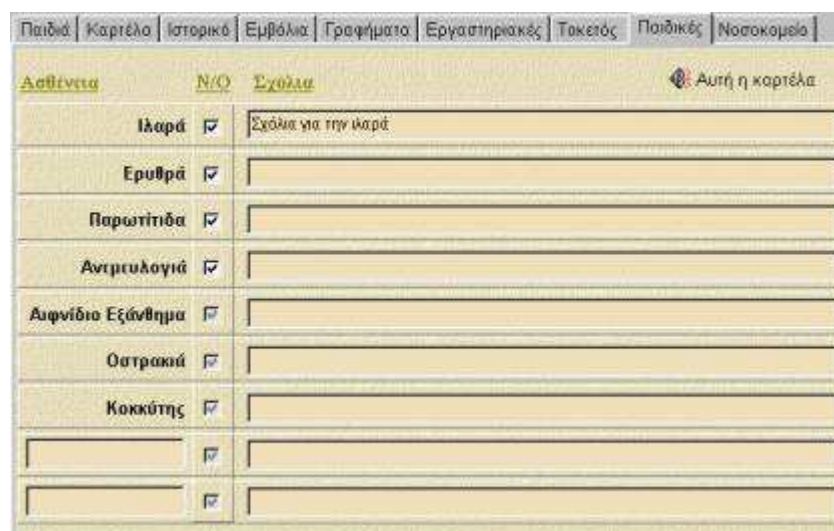 Παιδιά Καρτέλα Ιστορικό Εμβόλια Γραφήματα Εργαστηριακές Τοκετός Παιδικές Νοσοκομείο
Ασθένεια Ν/Ο Σχόλια Αυτή η καρτέλα
Ιλαρά Σχόλια για την ιλαρά
Ερυθρά
Παρωτίτιδα
Ανεμευλογιά
Αιφνίδιο Εξάνθημα
Οστρακιά
Κοκκύτης